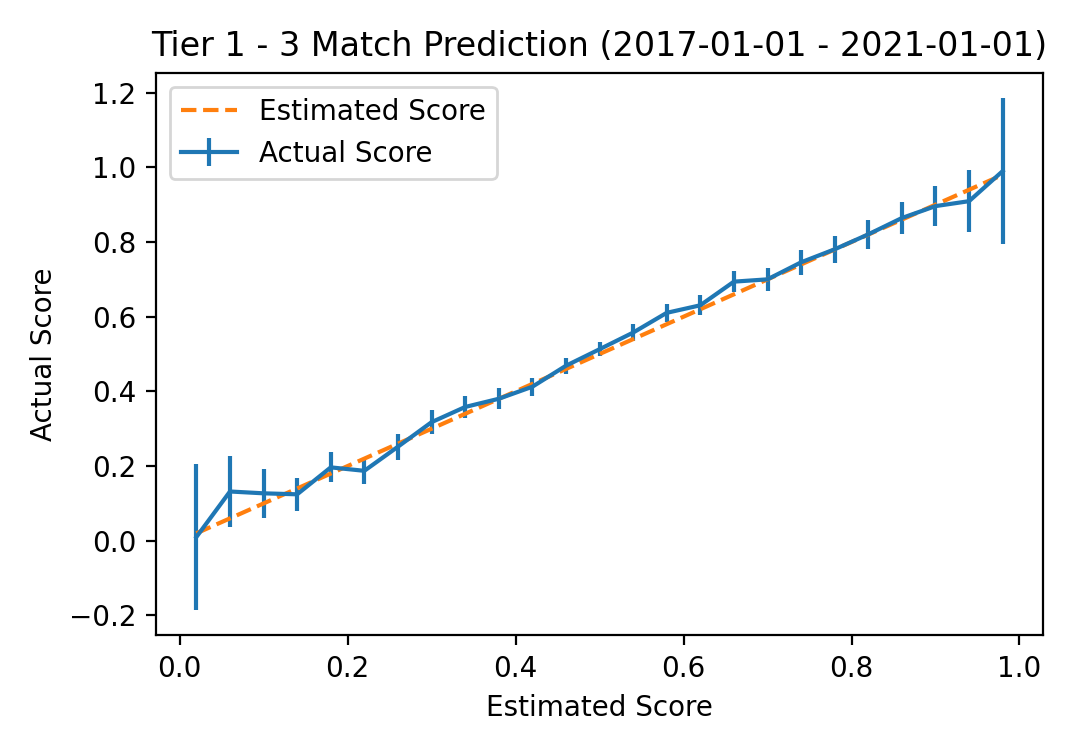 Tier 1 - 3 Match Prediction (2017-01-01 - 2021-01-01)
Estimated Score
Actual Score
1.2
1.0
0.8
0.6
0.4
0.2
0.0
−0.2
Actual Score
0.0 0.2 0.4 0.6 0.8 1.0
Estimated Score